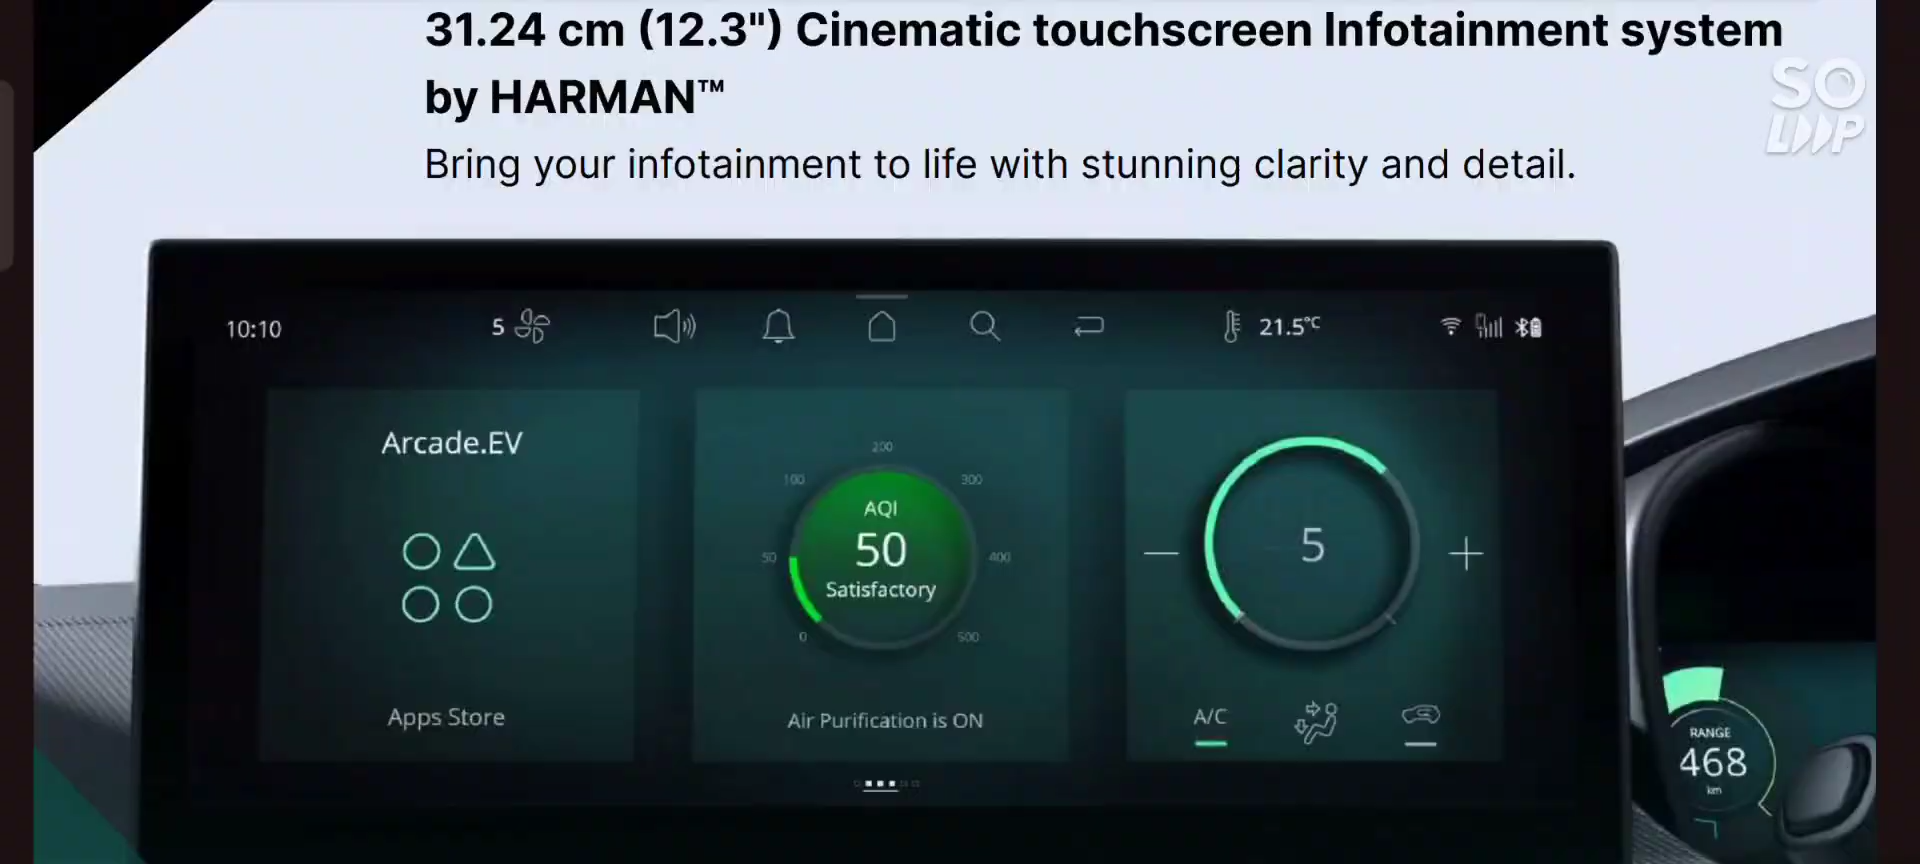 31.24 cm (12.3") Cinematic touchscreen Infotainment system
by HARMAN™
SO
LOOP
Bring your infotainment to life with stunning clarity and detail.
10:10
5
21.5°C
Arcade.EV
Apps Store
200
100
300
50
400
0
500
AQI
50
Satisfactory
Air Purification is ON
5
A/C
RANGE
468
km